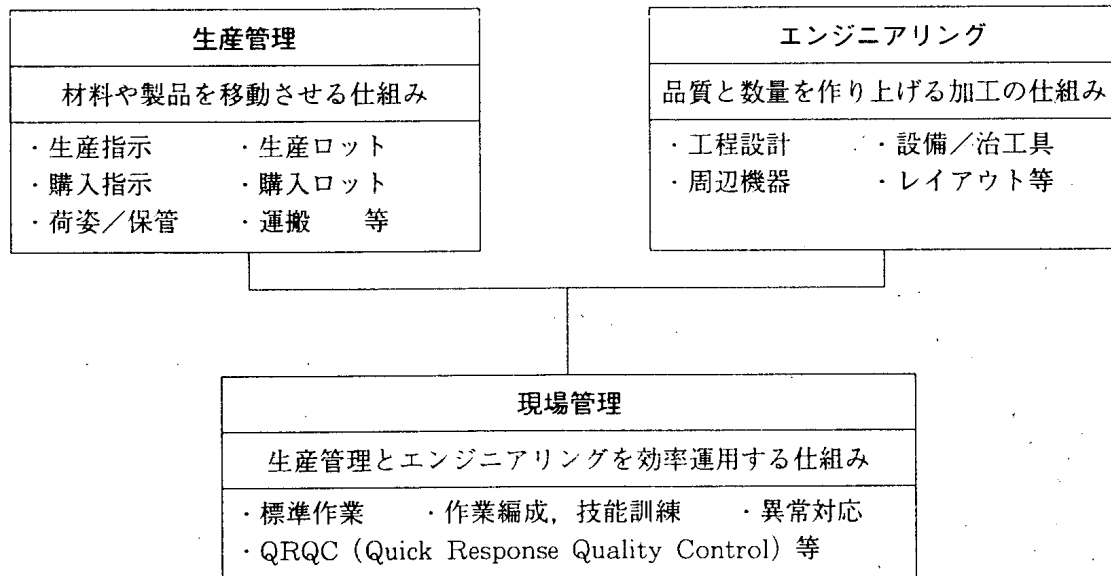 生産管理
材料や製品を移動させる仕組み
・生産指示 ・生産ロット
・購入指示 ・購入ロット
・荷姿／保管 ・運搬 等
エンジニアリング
品質と数量を作り上げる加工の仕組み
・工程設計 ・設備／治工具
・周辺機器 ・レイアウト等
現場管理
生産管理とエンジニアリングを効率運用する仕組み
・標準作業 ・作業編成，技能訓練 ・異常対応
・QRQC（Quick Response Quality Control）等